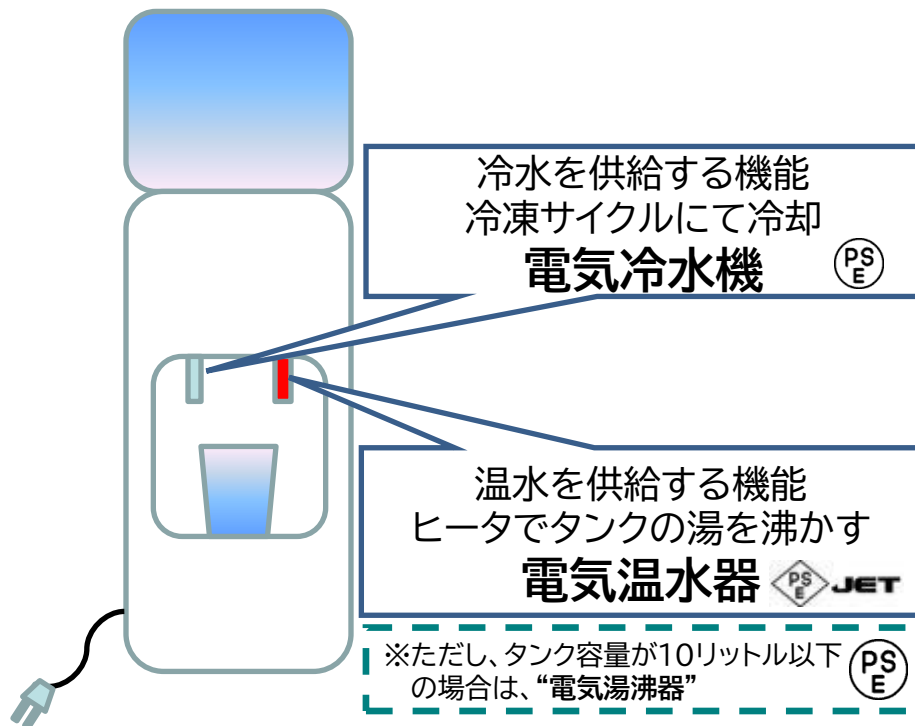 冷水を供給する機能
冷凍サイクルにて冷却
電気冷水機 PSE
温水を供給する機能
ヒータでタンクの湯を沸かす
電気温水器 PSE JET
※ただし、タンク容量が10リットル以下
の場合は、“電気湯沸器” PSE